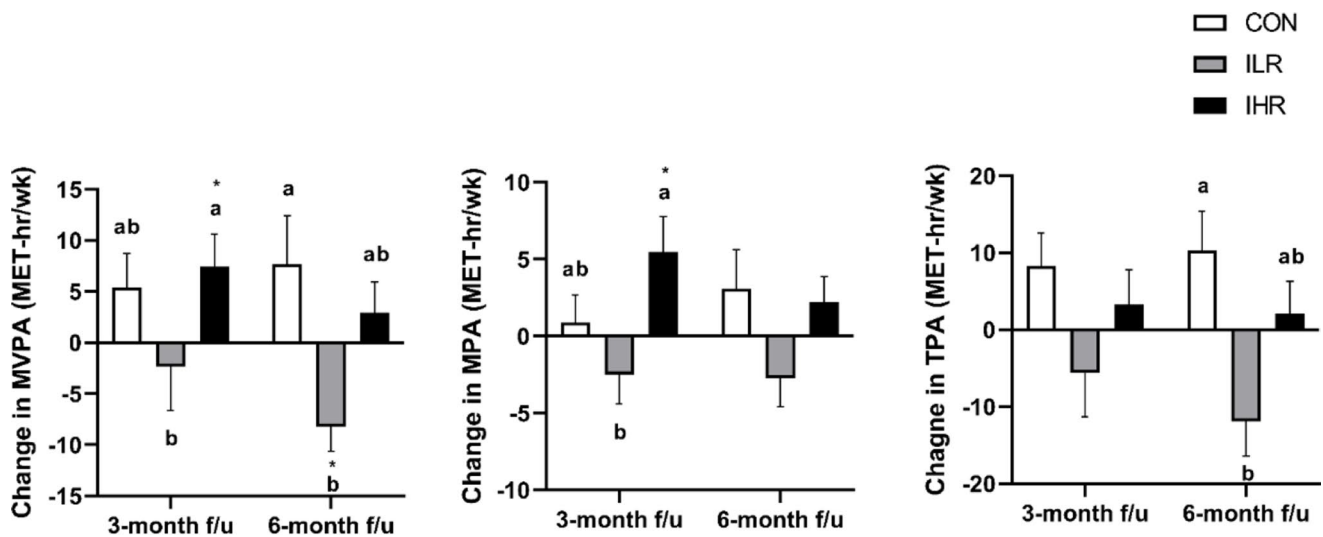 CON
ILR
IHR
Change in MVPA (MET-hr/wk)
15
10
5
0
-5
-10
-15
ab
*
a
a
ab
b
*
b
3-month f/u
6-month f/u
Change in MPA (MET-hr/wk)
10
5
0
-5
-10
ab
*
a
b
3-month f/u
6-month f/u
Chagne in TPA (MET-hr/wk)
20
10
0
-10
-20
a
ab
b
3-month f/u
6-month f/u